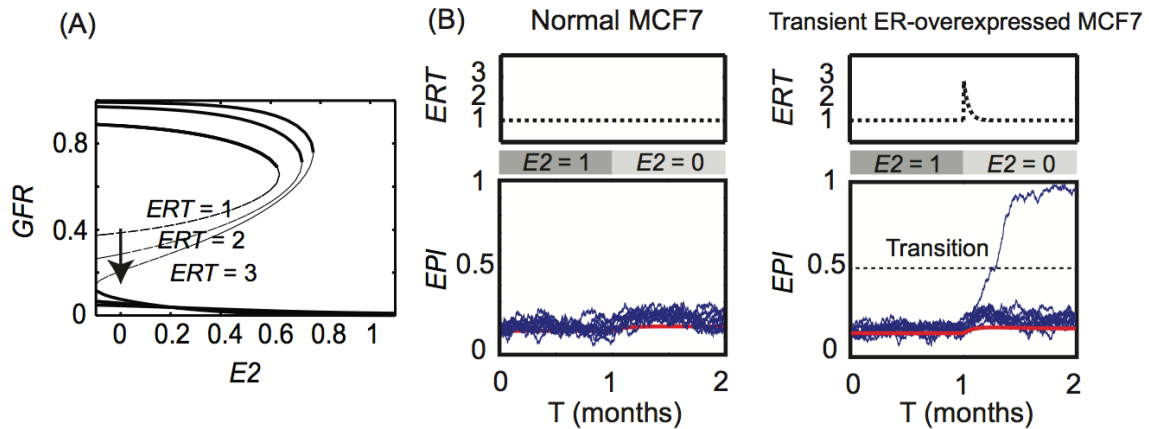 (A)
GFR
0.8
0.4
0
ERT = 1
ERT = 2
ERT = 3
0 0.2 0.4 0.6 0.8 1
E2
(B)
Normal MCF7
ERT
3
2
1
E2 = 1 E2 = 0
EPI
1
0.5
0
0 1 2
T (months)
Transient ER-overexpressed MCF7
ERT
3
2
1
E2 = 1 E2 = 0
EPI
1
0.5
0
Transition
0 1 2
T (months)